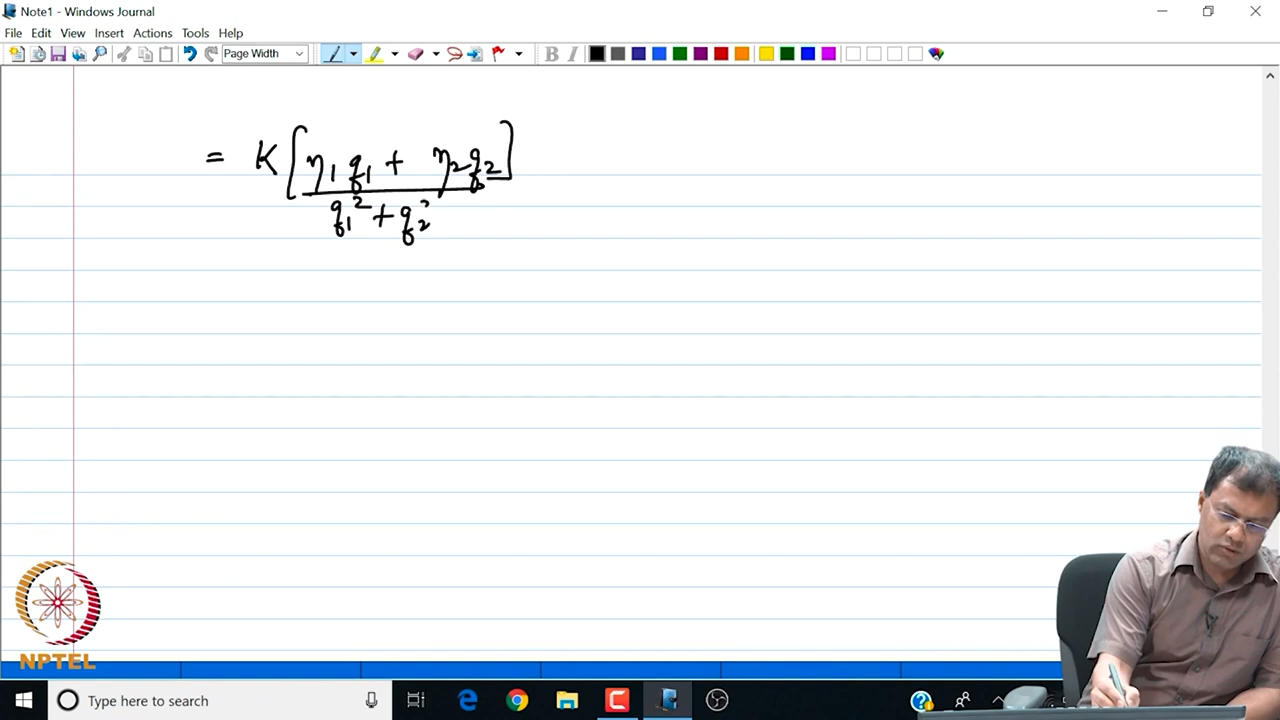 Note1 - Windows Journal
File Edit View Insert Actions Tools Help
Page Width
B I
= K[η₁ q₁ + η₂ q₂]
q₁² + q₂²
NPTEL
Type here to search